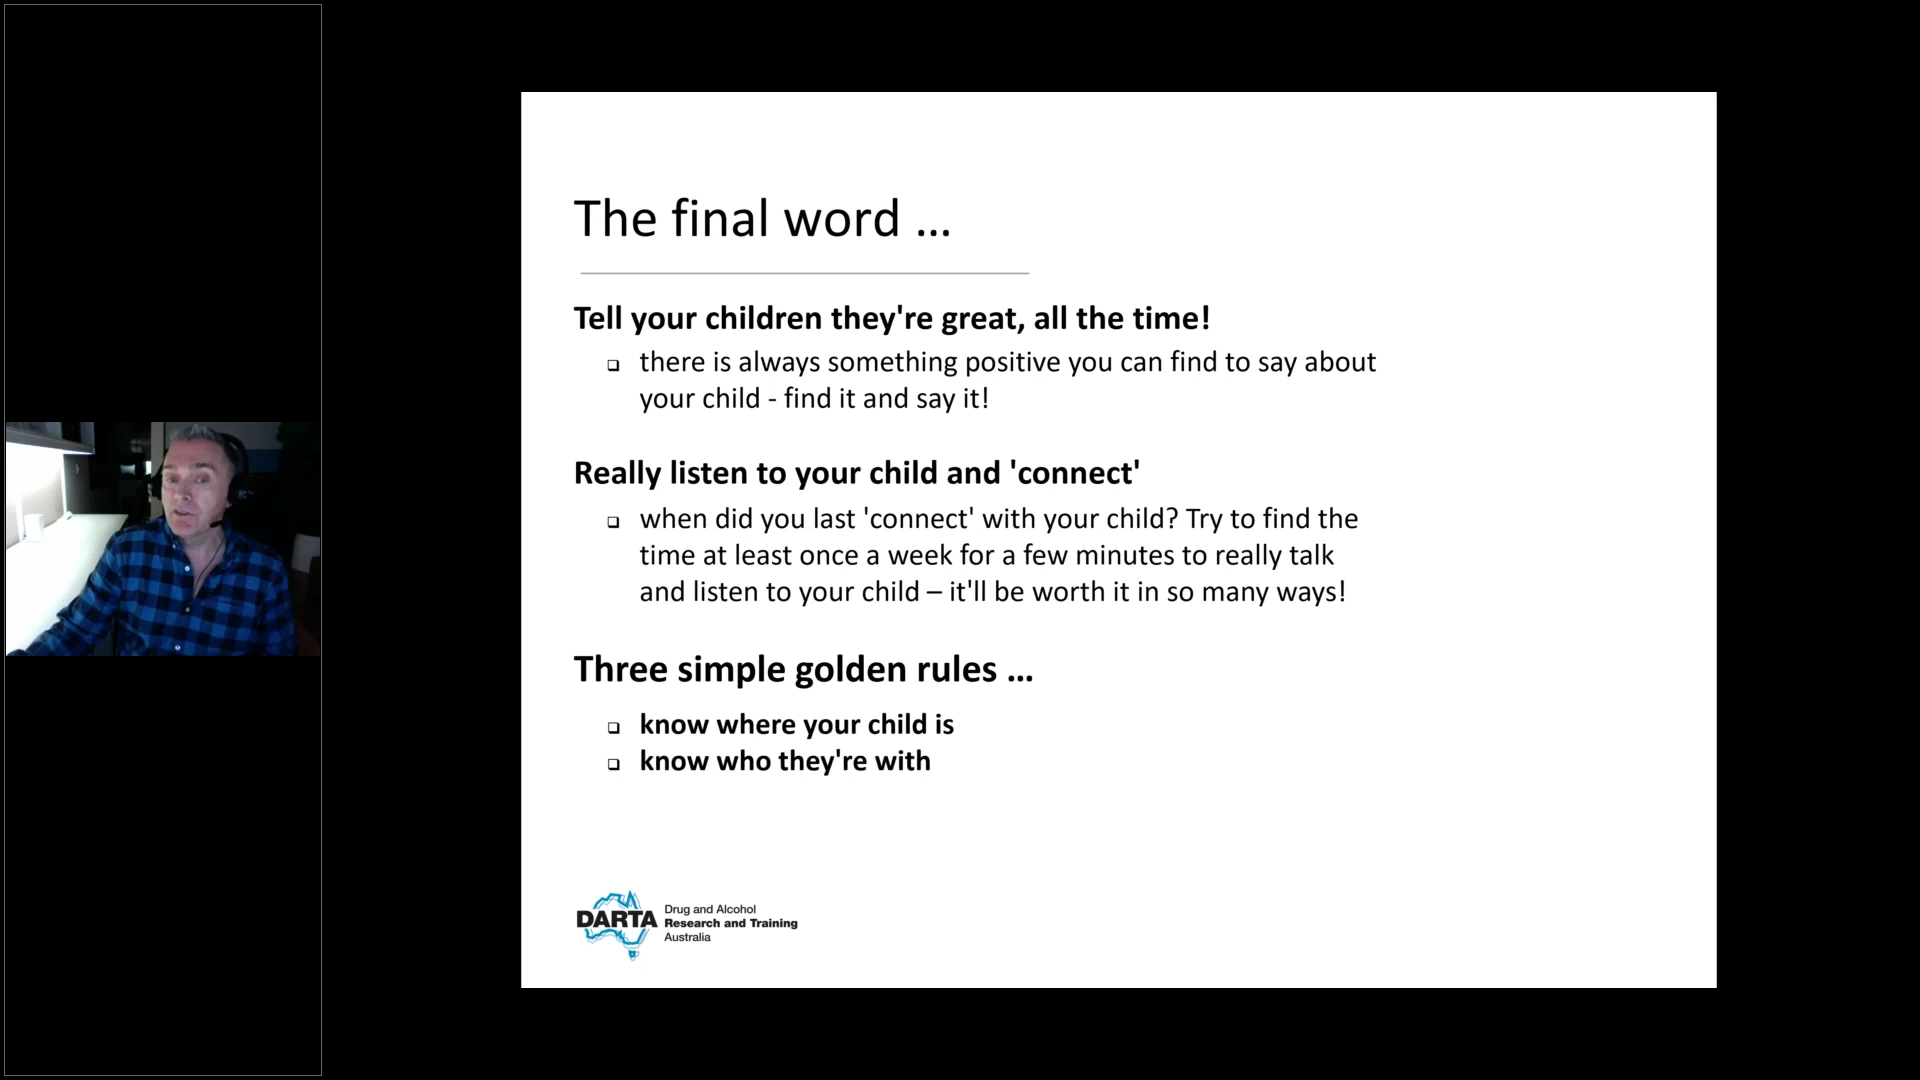 The final word ...
Tell your children they're great, all the time!
❑ there is always something positive you can find to say about
your child - find it and say it!
Really listen to your child and 'connect'
❑ when did you last 'connect' with your child? Try to find the
time at least once a week for a few minutes to really talk
and listen to your child – it'll be worth it in so many ways!
Three simple golden rules ...
❑ know where your child is
❑ know who they're with
DARTA
Drug and Alcohol
Research and Training
Australia